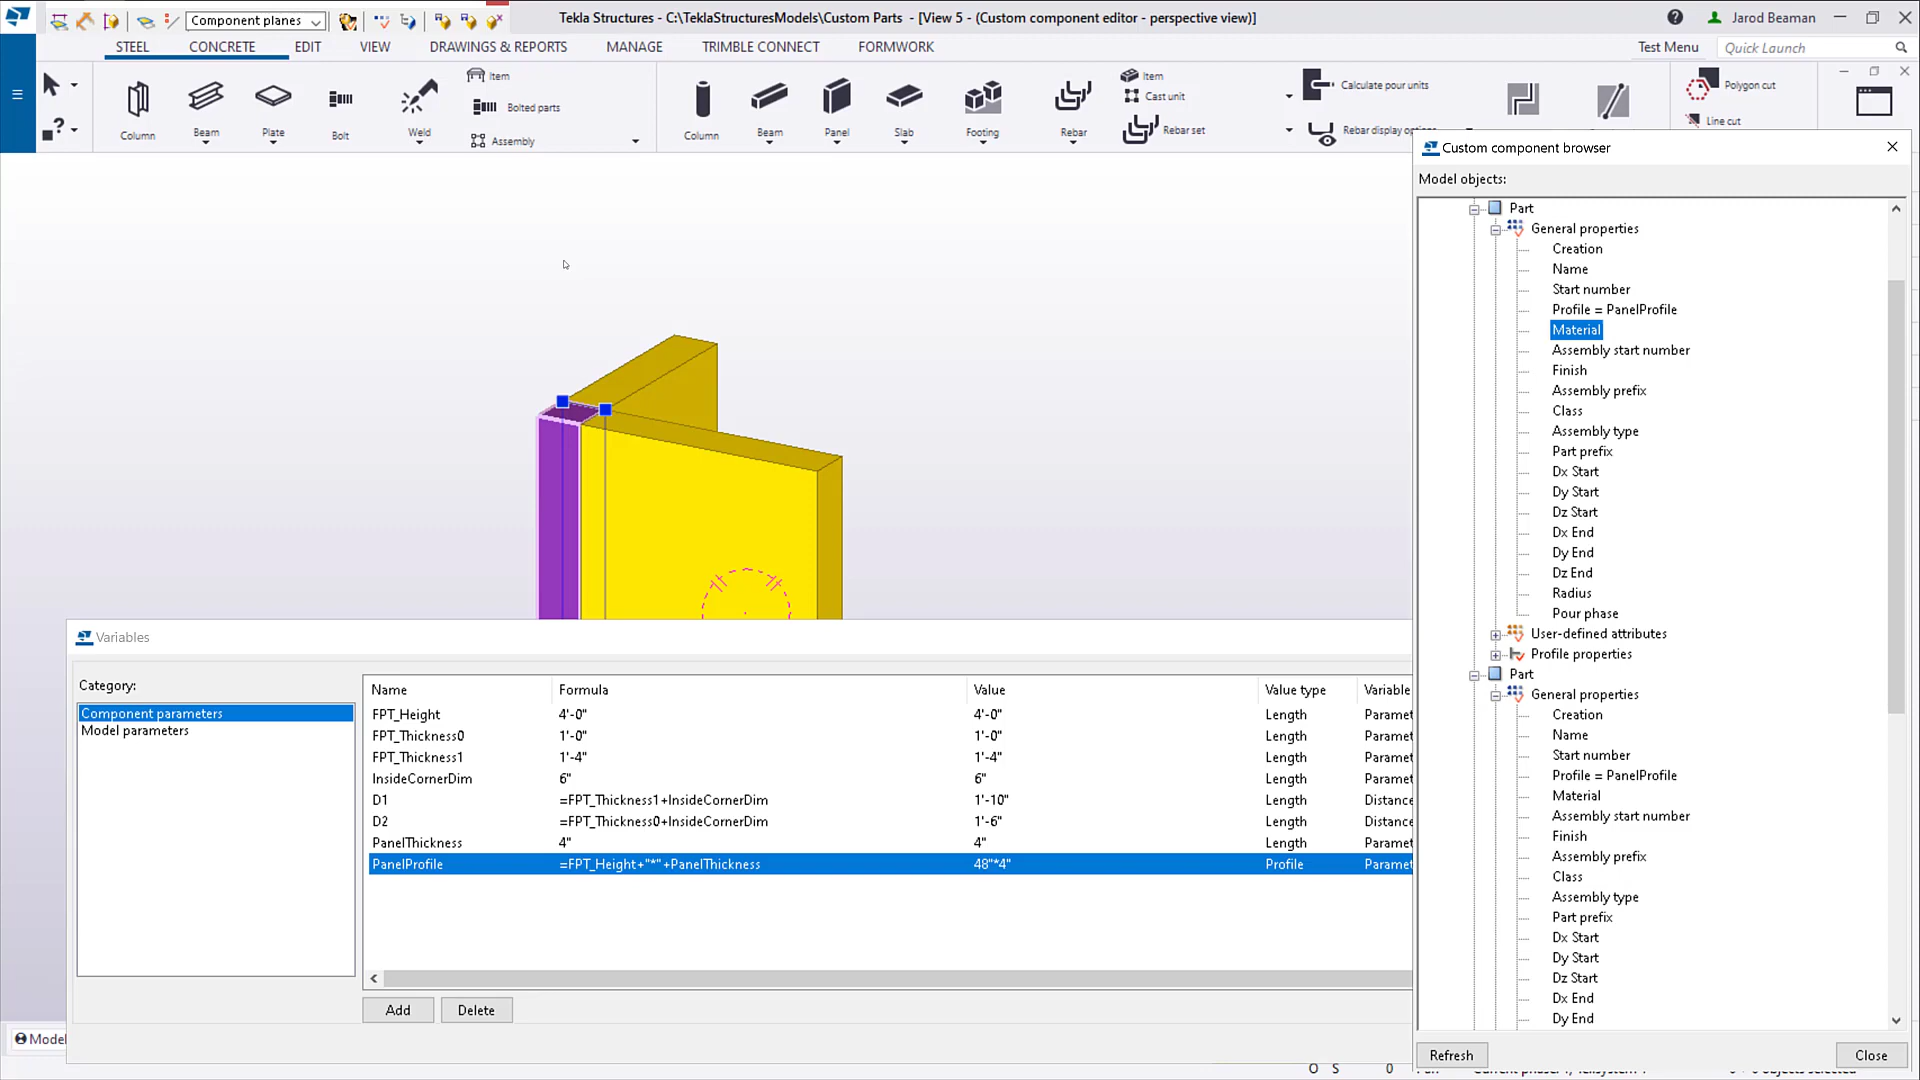 Component planes
Tekla Structures - C:\TeklaStructuresModels\Custom Parts - [View 5 - (Custom component editor - perspective view)]
Jarod Beaman
STEEL CONCRETE EDIT VIEW DRAWINGS & REPORTS MANAGE TRIMBLE CONNECT FORMWORK
Test Menu
Quick Launch
Column
Beam
Plate
Bolt
Weld
Item
Bolted parts
Assembly
Column
Beam
Panel
Slab
Footing
Rebar
Item
Cast unit
Rebar set
Calculate pour units
Rebar display
Polygon cut
Line cut
Custom component browser
Model objects:
Part
General properties
Creation
Name
Start number
Profile = PanelProfile
Material
Assembly start number
Finish
Assembly prefix
Class
Assembly type
Part prefix
Dx Start
Dy Start
Dz Start
Dx End
Dy End
Dz End
Radius
Pour phase
User-defined attributes
Profile properties
Part
General properties
Creation
Name
Start number
Profile = PanelProfile
Material
Assembly start number
Finish
Assembly prefix
Class
Assembly type
Part prefix
Dx Start
Dy Start
Dz Start
Dx End
Dy End
Refresh
Close
Variables
Category:
Component parameters
Model parameters
Name Formula Value Value type Variable
FPT_Height 4'-0" 4'-0" Length Paramet
FPT_Thickness0 1'-0" 1'-0" Length Paramet
FPT_Thickness1 1'-4" 1'-4" Length Paramet
InsideCornerDim 6" 6" Length Paramet
D1 =FPT_Thickness1+InsideCornerDim 1'-10" Length Distance
D2 =FPT_Thickness0+InsideCornerDim 1'-6" Length Distance
PanelThickness 4" 4" Length Paramet
PanelProfile =FPT_Height+"*"+PanelThickness 48"*4" Profile Paramet
Add Delete
Model
O S 0